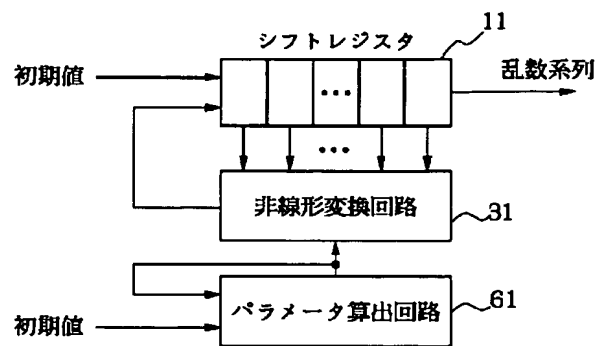 シフトレジスタ
11
初期値
乱数系列
…
…
非線形変換回路
31
パラメータ算出回路
61
初期値